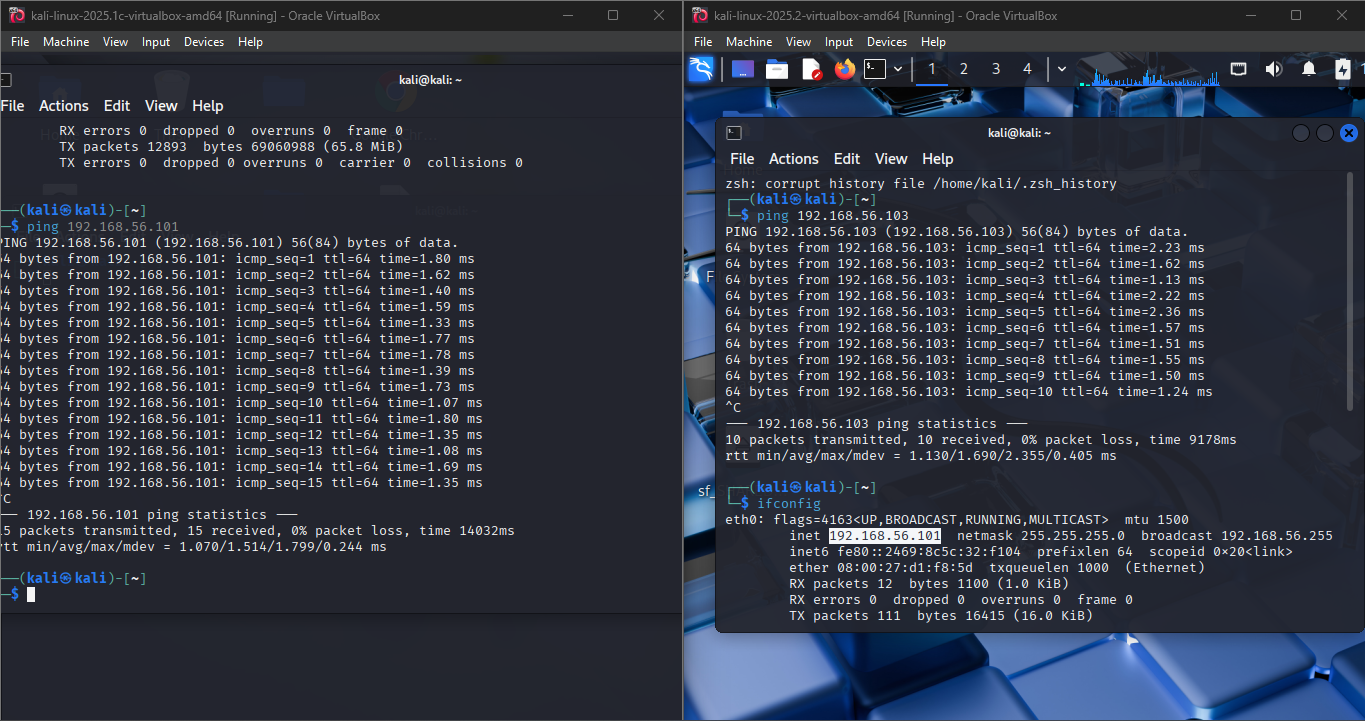 kali-linux-2025.1c-virtualbox-amd64 [Running] - Oracle VirtualBox
File Machine View Input Devices Help
kali@kali: ~
File Actions Edit View Help
RX errors 0 dropped 0 overruns 0 frame 0
TX packets 12893 bytes 69060988 (65.8 MiB)
TX errors 0 dropped 0 overruns 0 carrier 0 collisions 0
──(kali㉿kali)-[~]
─$ ping 192.168.56.101
PING 192.168.56.101 (192.168.56.101) 56(84) bytes of data.
64 bytes from 192.168.56.101: icmp_seq=1 ttl=64 time=1.80 ms
64 bytes from 192.168.56.101: icmp_seq=2 ttl=64 time=1.62 ms
64 bytes from 192.168.56.101: icmp_seq=3 ttl=64 time=1.40 ms
64 bytes from 192.168.56.101: icmp_seq=4 ttl=64 time=1.59 ms
64 bytes from 192.168.56.101: icmp_seq=5 ttl=64 time=1.33 ms
64 bytes from 192.168.56.101: icmp_seq=6 ttl=64 time=1.77 ms
64 bytes from 192.168.56.101: icmp_seq=7 ttl=64 time=1.78 ms
64 bytes from 192.168.56.101: icmp_seq=8 ttl=64 time=1.39 ms
64 bytes from 192.168.56.101: icmp_seq=9 ttl=64 time=1.73 ms
64 bytes from 192.168.56.101: icmp_seq=10 ttl=64 time=1.07 ms
64 bytes from 192.168.56.101: icmp_seq=11 ttl=64 time=1.80 ms
64 bytes from 192.168.56.101: icmp_seq=12 ttl=64 time=1.35 ms
64 bytes from 192.168.56.101: icmp_seq=13 ttl=64 time=1.08 ms
64 bytes from 192.168.56.101: icmp_seq=14 ttl=64 time=1.69 ms
64 bytes from 192.168.56.101: icmp_seq=15 ttl=64 time=1.35 ms
^C
─── 192.168.56.101 ping statistics ───
15 packets transmitted, 15 received, 0% packet loss, time 14032ms
rtt min/avg/max/mdev = 1.070/1.514/1.799/0.244 ms
──(kali㉿kali)-[~]
─$
kali-linux-2025.2-virtualbox-amd64 [Running] - Oracle VirtualBox
File Machine View Input Devices Help
1 2 3 4
kali@kali: ~
File Actions Edit View Help
zsh: corrupt history file /home/kali/.zsh_history
┌──(kali㉿kali)-[~]
└─$ ping 192.168.56.103
PING 192.168.56.103 (192.168.56.103) 56(84) bytes of data.
64 bytes from 192.168.56.103: icmp_seq=1 ttl=64 time=2.23 ms
64 bytes from 192.168.56.103: icmp_seq=2 ttl=64 time=1.62 ms
64 bytes from 192.168.56.103: icmp_seq=3 ttl=64 time=1.13 ms
64 bytes from 192.168.56.103: icmp_seq=4 ttl=64 time=2.22 ms
64 bytes from 192.168.56.103: icmp_seq=5 ttl=64 time=2.36 ms
64 bytes from 192.168.56.103: icmp_seq=6 ttl=64 time=1.57 ms
64 bytes from 192.168.56.103: icmp_seq=7 ttl=64 time=1.51 ms
64 bytes from 192.168.56.103: icmp_seq=8 ttl=64 time=1.55 ms
64 bytes from 192.168.56.103: icmp_seq=9 ttl=64 time=1.50 ms
64 bytes from 192.168.56.103: icmp_seq=10 ttl=64 time=1.24 ms
^C
─── 192.168.56.103 ping statistics ───
10 packets transmitted, 10 received, 0% packet loss, time 9178ms
rtt min/avg/max/mdev = 1.130/1.690/2.355/0.405 ms
sf_
┌──(kali㉿kali)-[~]
└─$ ifconfig
eth0: flags=4163<UP,BROADCAST,RUNNING,MULTICAST> mtu 1500
inet 192.168.56.101 netmask 255.255.255.0 broadcast 192.168.56.255
inet6 fe80::2469:8c5c:32:f104 prefixlen 64 scopeid 0×20<link>
ether 08:00:27:d1:f8:5d txqueuelen 1000 (Ethernet)
RX packets 12 bytes 1100 (1.0 KiB)
RX errors 0 dropped 0 overruns 0 frame 0
TX packets 111 bytes 16415 (16.0 KiB)